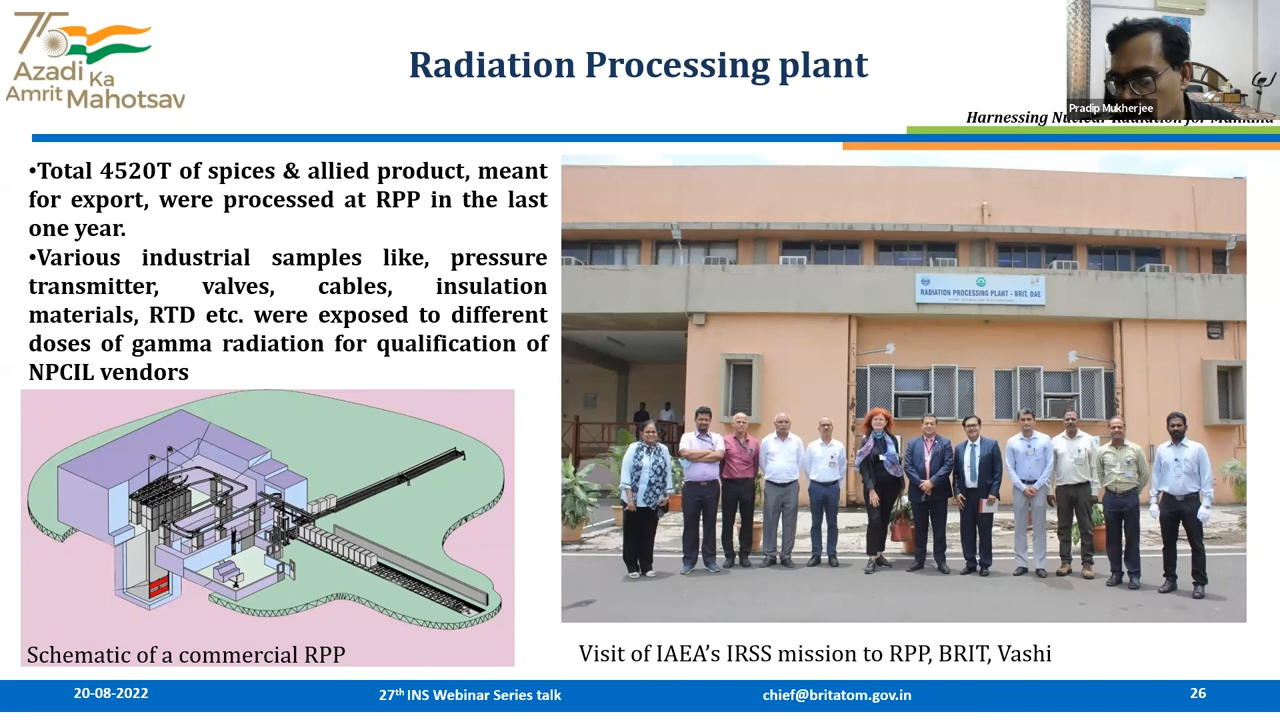 75
Azadi
Ka
Amrit Mahotsav
Radiation Processing plant
Pradip Mukherjee
Harnessing
•Total 4520T of spices & allied product, meant
for export, were processed at RPP in the last
one year.
•Various industrial samples like, pressure
transmitter, valves, cables, insulation
materials, RTD etc. were exposed to different
doses of gamma radiation for qualification of
NPCIL vendors
RADIATION PROCESSING PLANT - BRIT, DAE
Schematic of a commercial RPP
Visit of IAEA’s IRSS mission to RPP, BRIT, Vashi
20-08-2022
27th INS Webinar Series talk
chief@britatom.gov.in
26